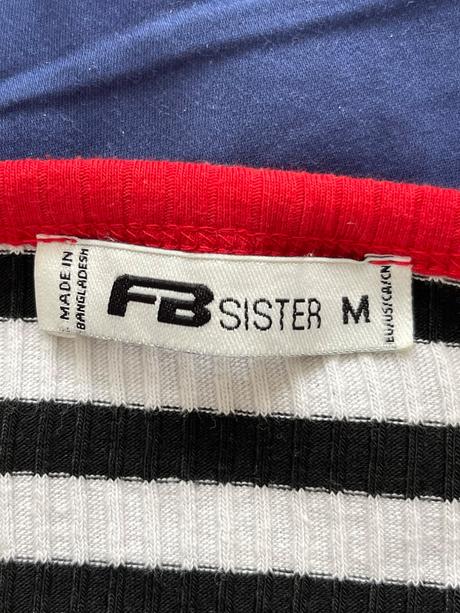 MADE IN
BANGLADESH
FB SISTER M
EU/US/CA/CN